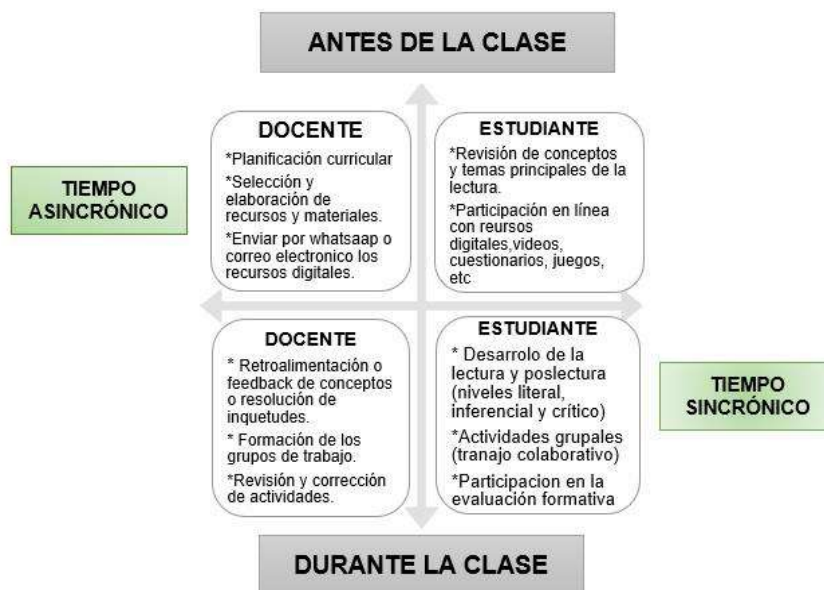 ANTES DE LA CLASE
TIEMPO
ASINCRÓNICO
DOCENTE
*Planificación curricular
*Selección y
elaboración de
recursos y materiales.
*Enviar por whatsaap o
correo electronico los
recursos digitales.
ESTUDIANTE
*Revisión de conceptos
y temas principales de la
lectura.
*Participación en línea
con reursos
digitales,videos,
cuestionarios, juegos,
etc
DOCENTE
* Retroalimentación o
feedback de conceptos
o resolución de
inquetudes.
* Formación de los
grupos de trabajo.
*Revisión y corrección
de actividades.
ESTUDIANTE
* Desarrolo de la
lectura y poslectura
(niveles literal,
inferencial y crítico)
*Actividades grupales
(tranajo colaborativo)
*Participacion en la
evaluación formativa
TIEMPO
SINCRÓNICO
DURANTE LA CLASE